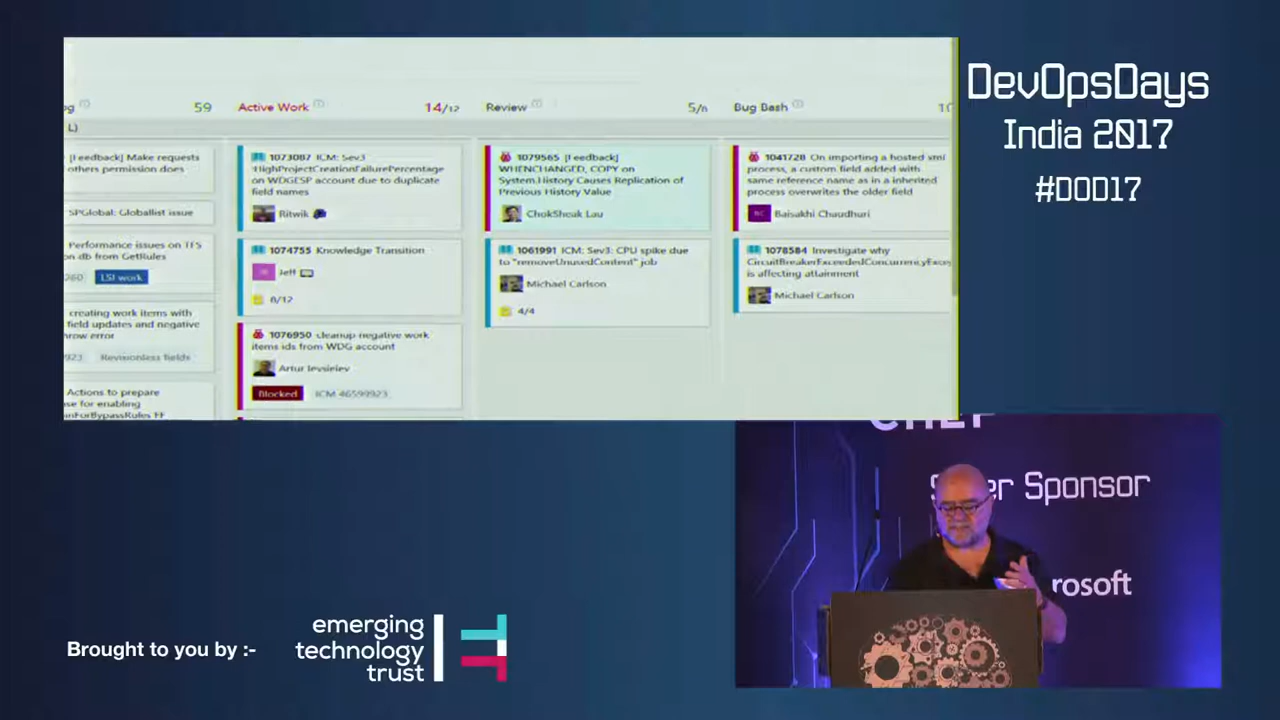 DevOpsDays
India 2017
#DOD17
59
Active Work
14/12
Review
5/
Bug Bash
L)
[Feedback] Make requests
others permission does
SPGlobal: Globallist issue
Performance issues on TFS
on db from GetRules
LSI work
creating work items with
field updates and negative
Revisionless fields
Actions to prepare
se for enabling
1073087 ICM: Sev3
'HighProjectCreationFailurePercentage
on WDGESP account due to duplicate
field names
Ritwik
1074755 Knowledge Transition
Jeff
1076950 cleanup negative work
items ids from WDG account
Artur
Blocked
ICM 46599923
1079565 [Feedback]
WHENCHANGED, COPY on
System.History Causes Replication of
Previous History Value
ChokSheak Lau
1061991 ICM: Sev3: CPU spike due
to "removeUnusedContent" job
Michael Carlson
4/4
1041728 On importing a hosted xml
process, a custom field added with
same reference name as in a inherited
process overwrites the older field
Baisakhi Chaudhuri
1078584 Investigate why
is affecting attainment
Michael Carlson
Sponsor
rosoft
Brought to you by :-
emerging
technology
trust